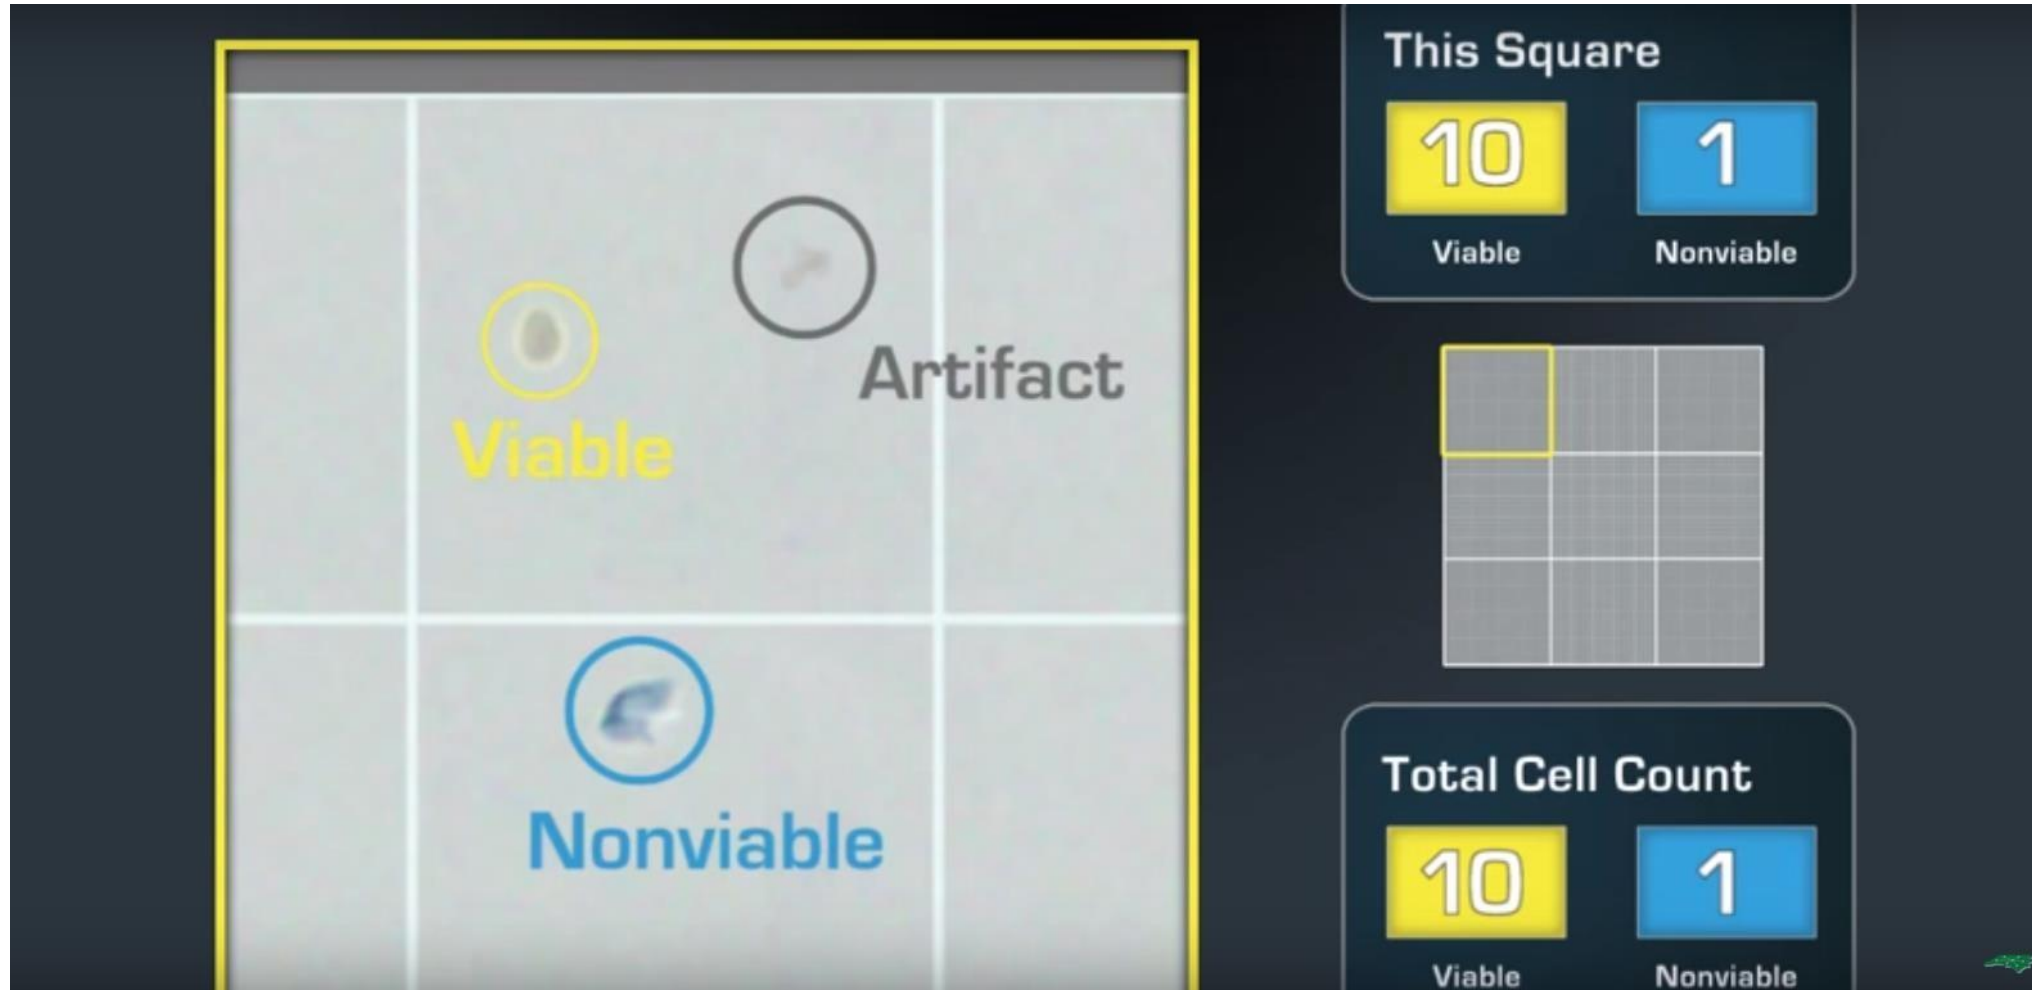 Viable
Artifact
Nonviable
This Square
10 1
Viable Nonviable
Total Cell Count
10 1
Viable Nonviable